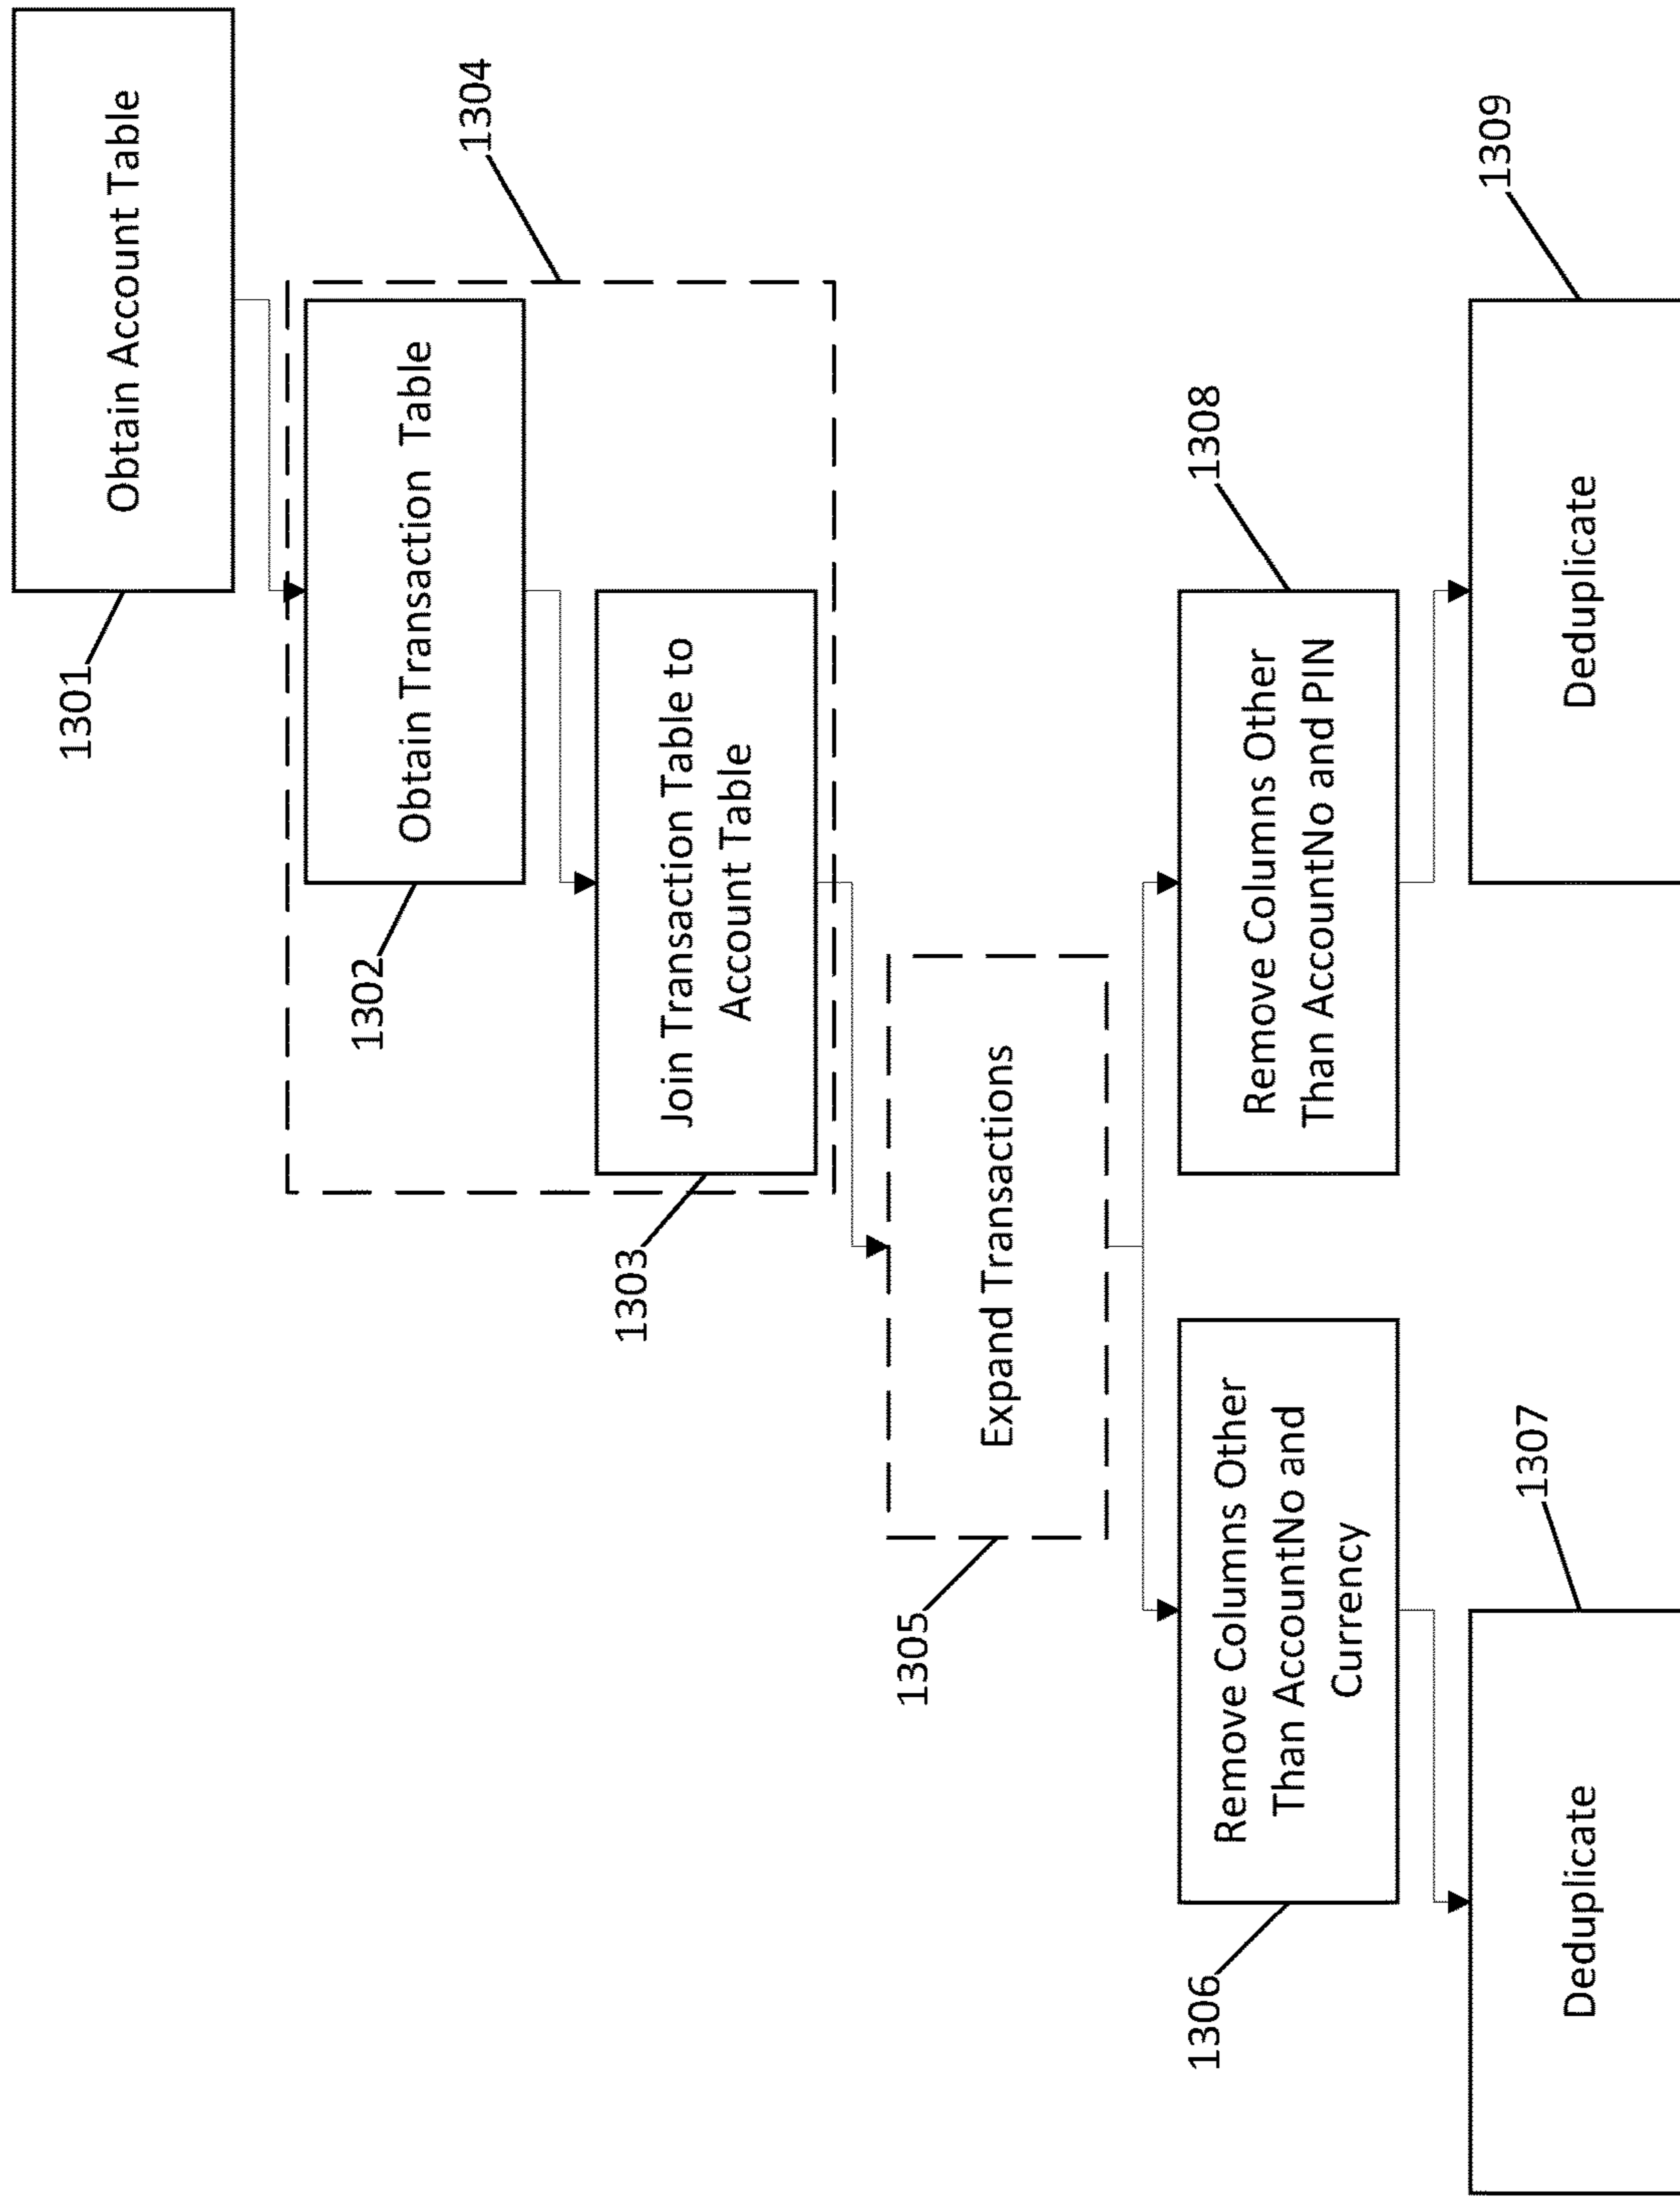 Obtain Account Table
1301
1304
Obtain Transaction Table
1302
Join Transaction Table to
Account Table
1303
Expand Transactions
1305
Remove Columns Other
Than AccountNo and
Currency
1306
Remove Columns Other
Than AccountNo and PIN
1308
Deduplicate
1307
Deduplicate
1309